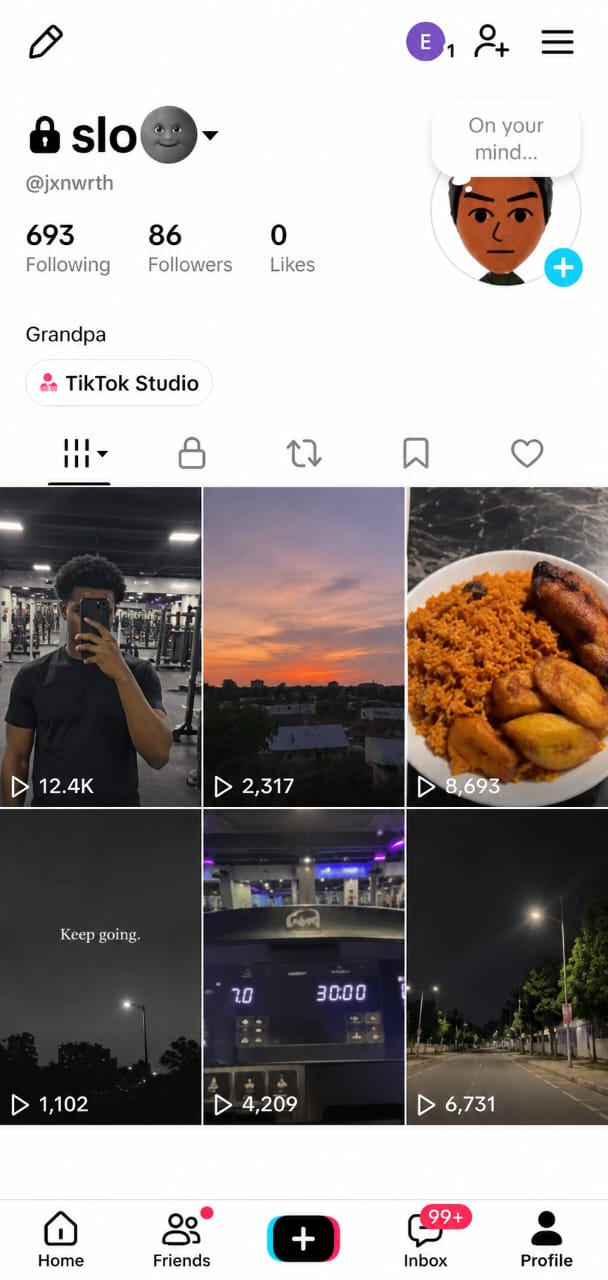 E 1
On your
mind...
slo🌚
@jxnwrth
693 86 0
Following Followers Likes
Grandpa
TikTok Studio
12.4K 2,317 8,693
Keep going.
7.0 30:00
1,102 4,209 6,731
99+
Home Friends Inbox Profile